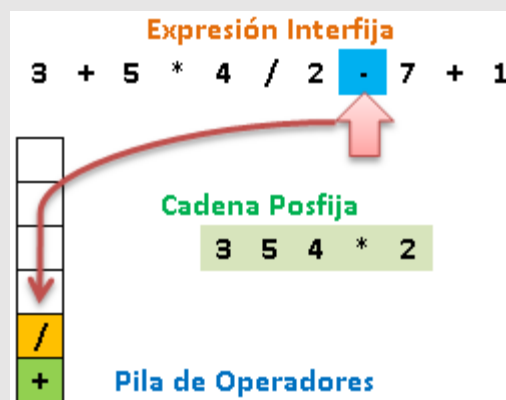 Expresión Interfija
3 + 5 * 4 / 2 - 7 + 1
Cadena Posfija
3 5 4 * 2
/
+
Pila de Operadores